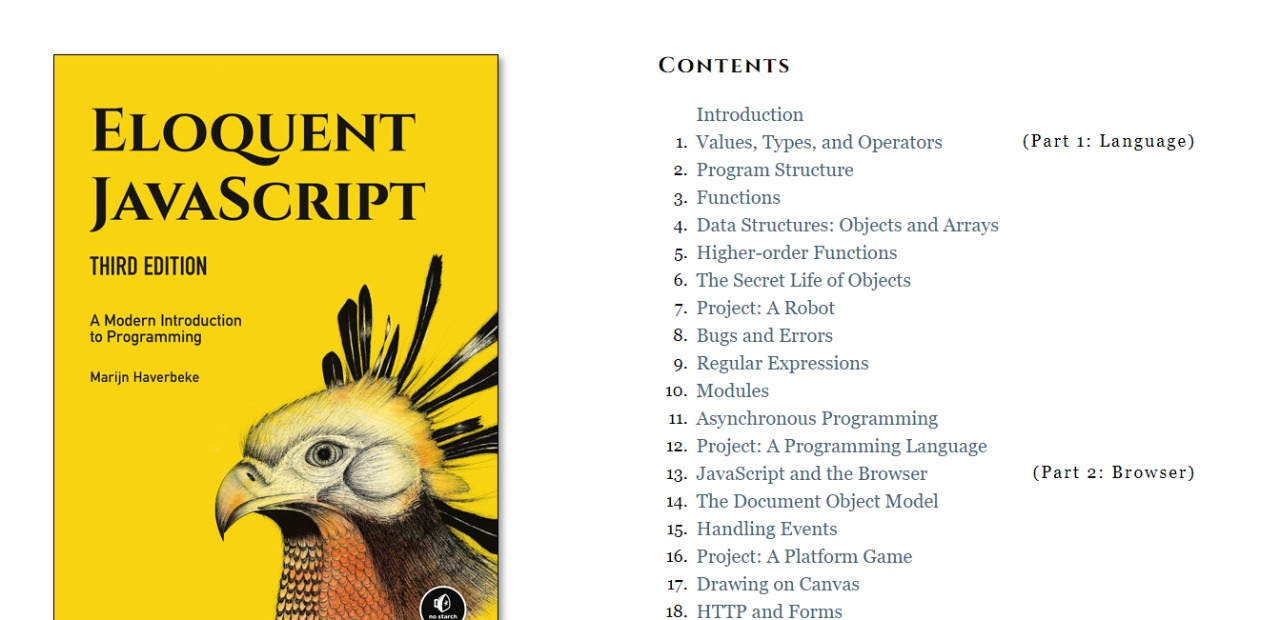 ELOQUENT
JAVASCRIPT
THIRD EDITION
A Modern Introduction
to Programming
Marijn Haverbeke
no starch
CONTENTS
Introduction
1. Values, Types, and Operators (Part 1: Language)
2. Program Structure
3. Functions
4. Data Structures: Objects and Arrays
5. Higher-order Functions
6. The Secret Life of Objects
7. Project: A Robot
8. Bugs and Errors
9. Regular Expressions
10. Modules
11. Asynchronous Programming
12. Project: A Programming Language
13. JavaScript and the Browser (Part 2: Browser)
14. The Document Object Model
15. Handling Events
16. Project: A Platform Game
17. Drawing on Canvas
18. HTTP and Forms